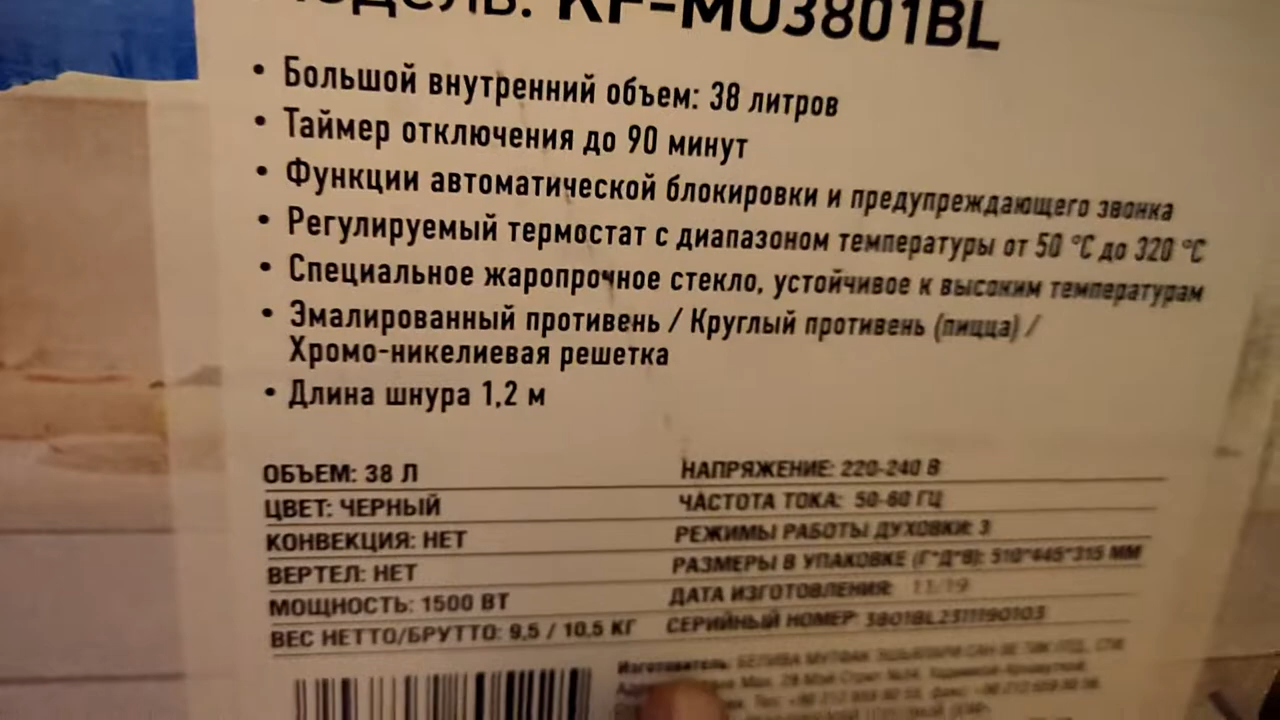 МОДЕЛЬ: KF-MO3801BL
• Большой внутренний объем: 38 литров
• Таймер отключения до 90 минут
• Функции автоматической блокировки и предупреждающего звонка
• Регулируемый термостат с диапазоном температуры от 50 °C до 320 °C
• Специальное жаропрочное стекло, устойчивое к высоким температурам
• Эмалированный противень / Круглый противень (пицца) /
Хромо-никелиевая решетка
• Длина шнура 1,2 м
ОБЪЕМ: 38 Л
ЦВЕТ: ЧЕРНЫЙ
КОНВЕКЦИЯ: НЕТ
ВЕРТЕЛ: НЕТ
МОЩНОСТЬ: 1500 ВТ
ВЕС НЕТТО/БРУТТО: 9,5 / 10,5 КГ
НАПРЯЖЕНИЕ: 220-240 В
ЧАСТОТА ТОКА: 50-60 ГЦ
РЕЖИМЫ РАБОТЫ ДУХОВКИ: 3
РАЗМЕРЫ В УПАКОВКЕ (Г*Д*В): 510*445*315 ММ
ДАТА ИЗГОТОВЛЕНИЯ: 11/19
СЕРИЙНЫЙ НОМЕР: 3801BL2311190103
Изготовитель: